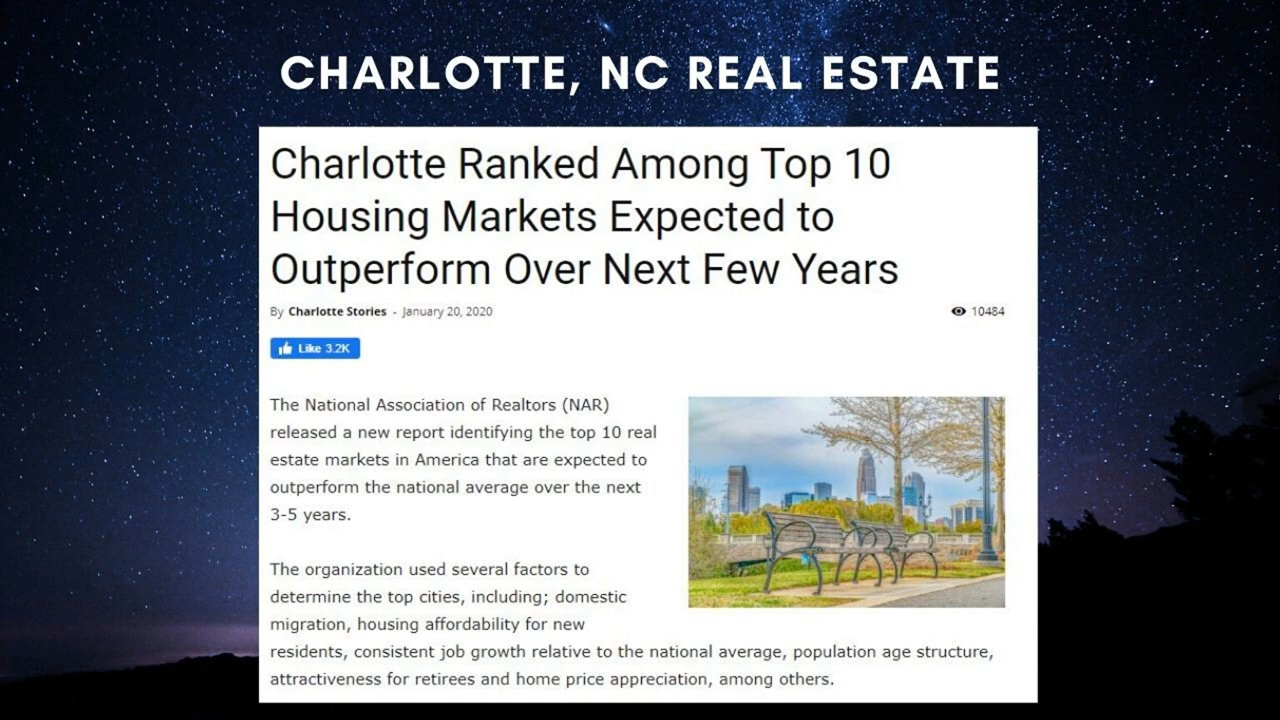 CHARLOTTE, NC REAL ESTATE
Charlotte Ranked Among Top 10
Housing Markets Expected to
Outperform Over Next Few Years
By Charlotte Stories - January 20, 2020 10484
Like 3.2K
The National Association of Realtors (NAR)
released a new report identifying the top 10 real
estate markets in America that are expected to
outperform the national average over the next
3-5 years.
The organization used several factors to
determine the top cities, including; domestic
migration, housing affordability for new
residents, consistent job growth relative to the national average, population age structure,
attractiveness for retirees and home price appreciation, among others.